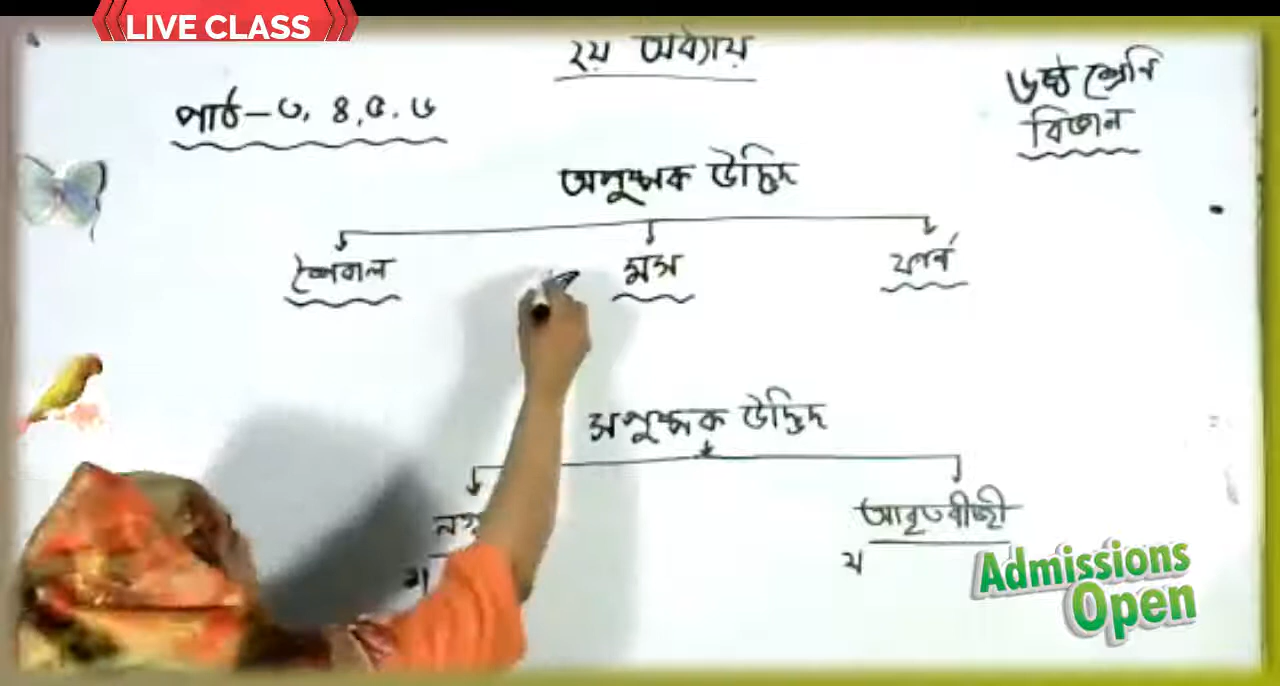 LIVE CLASS
২য় অধ্যায়
৬ষ্ঠ শ্রেণি
বিজ্ঞান
পাঠ-৩, ৪, ৫, ৬
অপুষ্পক উদ্ভিদ
শৈবাল মস ফার্ন
সপুষ্পক উদ্ভিদ
আবৃতবীজী
Admissions
Open